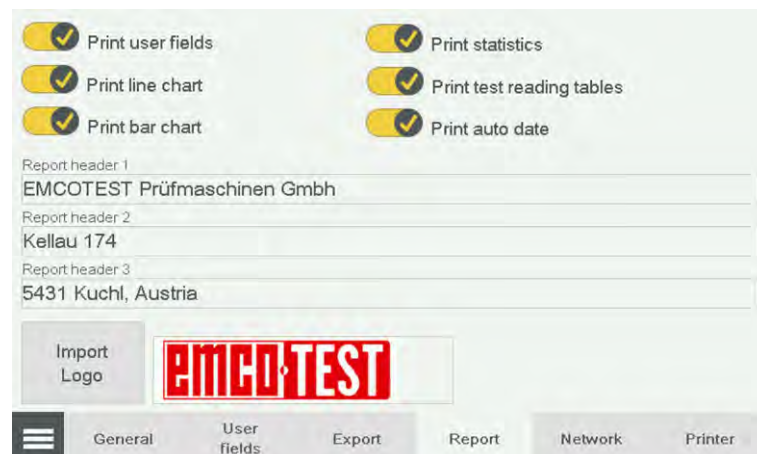 Print user fields
Print statistics
Print line chart
Print test reading tables
Print bar chart
Print auto date
Report header 1
EMCOTEST Prüfmaschinen Gmbh
Report header 2
Kellau 174
Report header 3
5431 Kuchl, Austria
Import
Logo
emco·TEST
General
User
fields
Export
Report
Network
Printer